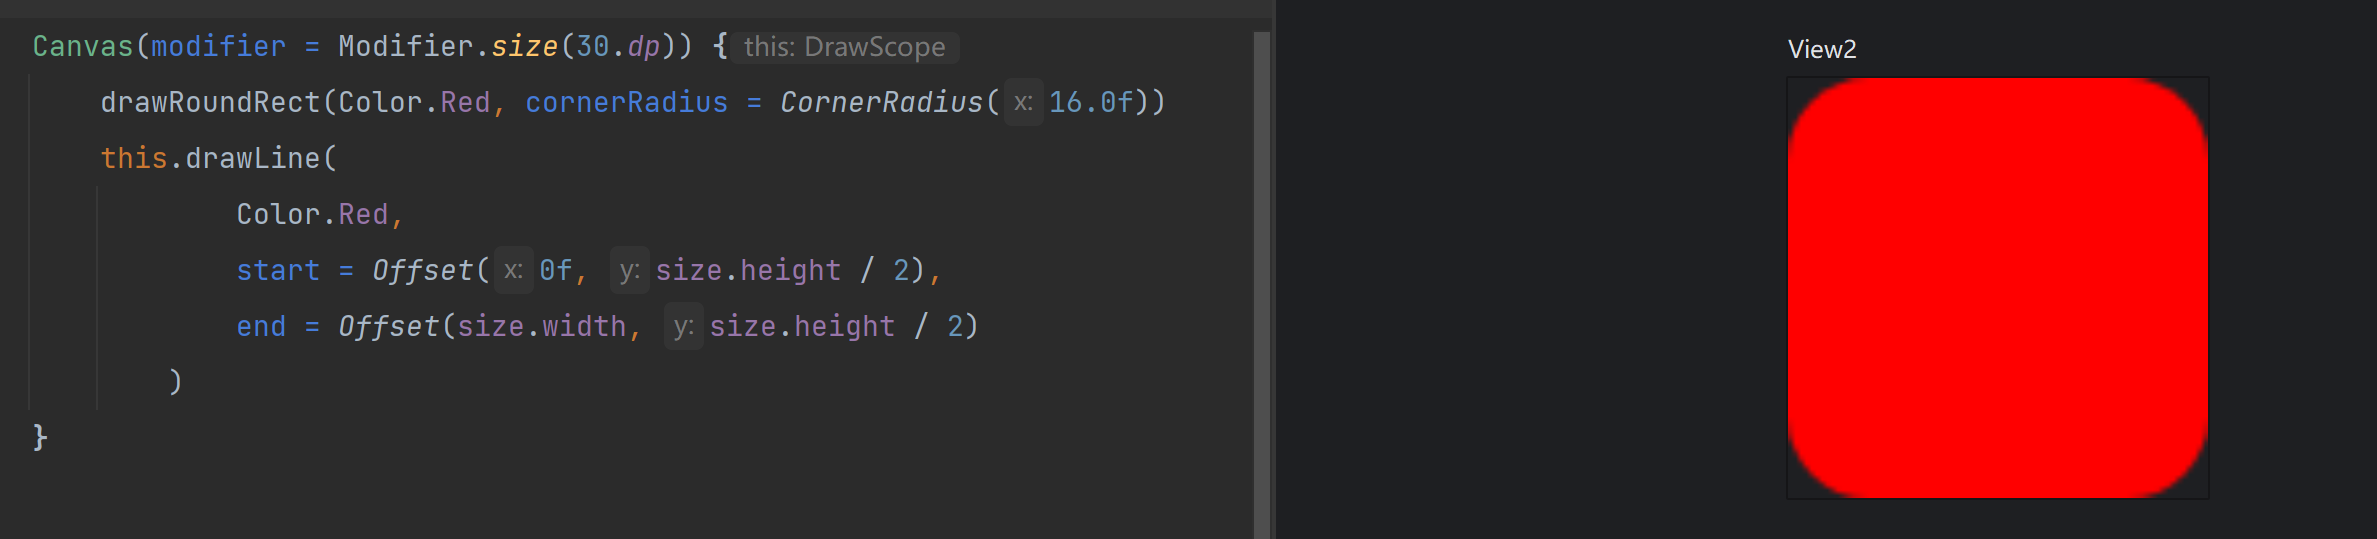 Canvas(modifier = Modifier.size(30.dp)) { this: DrawScope
    drawRoundRect(Color.Red, cornerRadius = CornerRadius( x: 16.0f))
    this.drawLine(
            Color.Red,
            start = Offset( x: 0f, y: size.height / 2),
            end = Offset(size.width, y: size.height / 2)
        )
}
View2